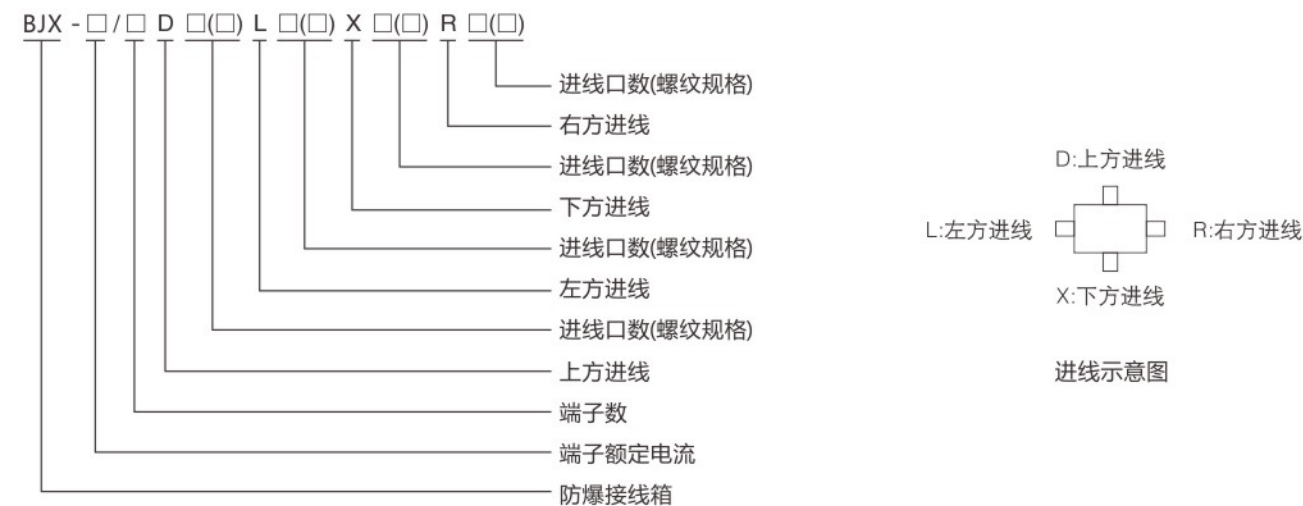 BJX - □ / □ D □(□) L □(□) X □(□) R □(□)
进线口数(螺纹规格)
右方进线
进线口数(螺纹规格)
下方进线
进线口数(螺纹规格)
左方进线
进线口数(螺纹规格)
上方进线
端子数
端子额定电流
防爆接线箱
D:上方进线
L:左方进线
R:右方进线
X:下方进线
进线示意图